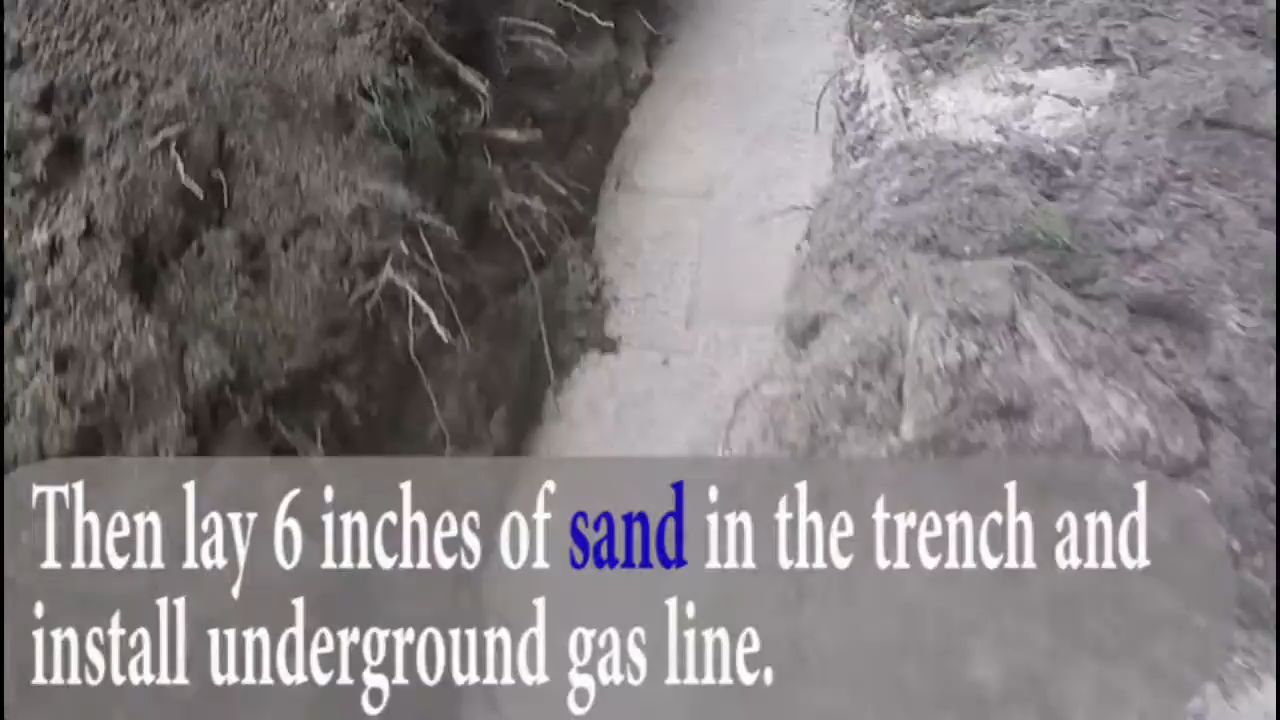 Then lay 6 inches of sand in the trench and
install underground gas line.